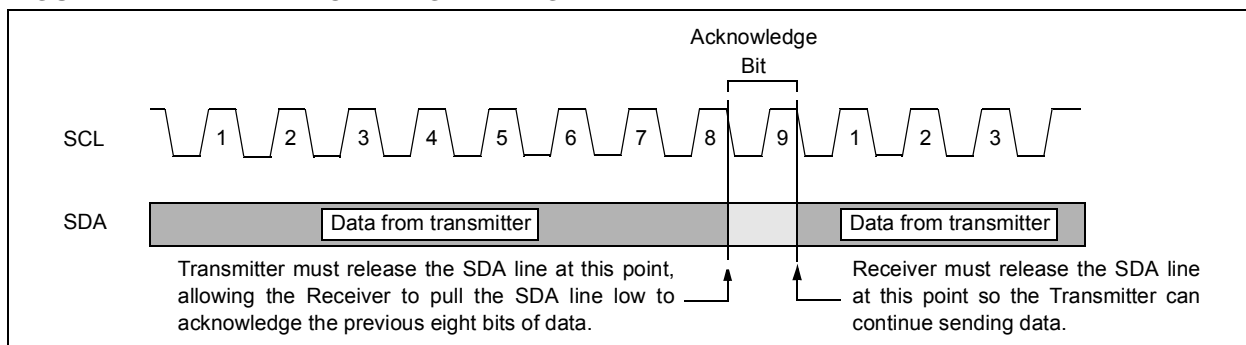 Acknowledge
Bit
SCL
1 2 3 4 5 6 7 8 9 1 2 3
SDA
Data from transmitter
Data from transmitter
Transmitter must release the SDA line at this point,
allowing the Receiver to pull the SDA line low to
acknowledge the previous eight bits of data.
Receiver must release the SDA line
at this point so the Transmitter can
continue sending data.